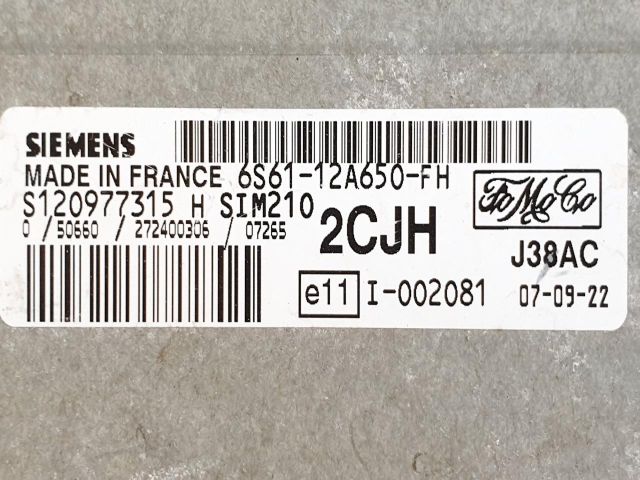 SIEMENS
MADE IN FRANCE 6S61-12A650-FH
S120977315 H SIM210
0 / 50660 / 272400306 / 07265
2CJH
FoMoCo
J38AC
e11 I-002081 07-09-22